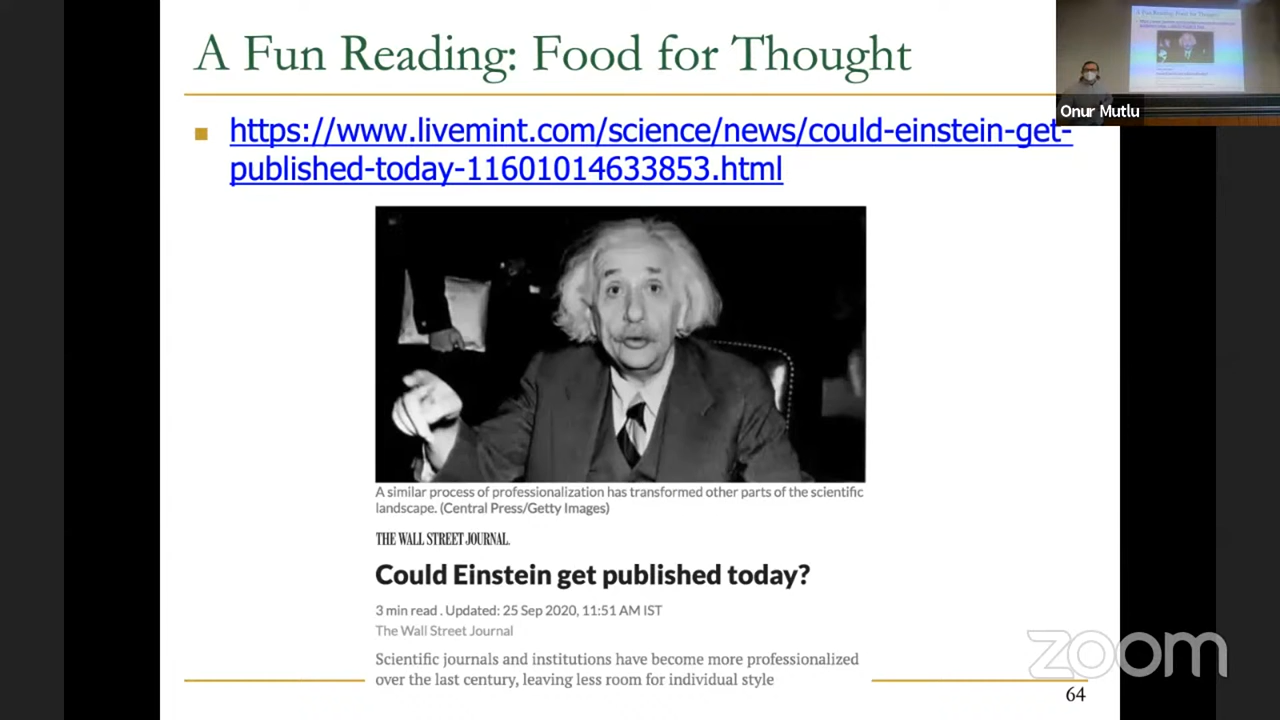 A Fun Reading: Food for Thought
Onur Mutlu
https://www.livemint.com/science/news/could-einstein-get-
published-today-11601014633853.html
A similar process of professionalization has transformed other parts of the scientific
landscape. (Central Press/Getty Images)
THE WALL STREET JOURNAL.
Could Einstein get published today?
3 min read . Updated: 25 Sep 2020, 11:51 AM IST
The Wall Street Journal
Scientific journals and institutions have become more professionalized
over the last century, leaving less room for individual style
zoom
64